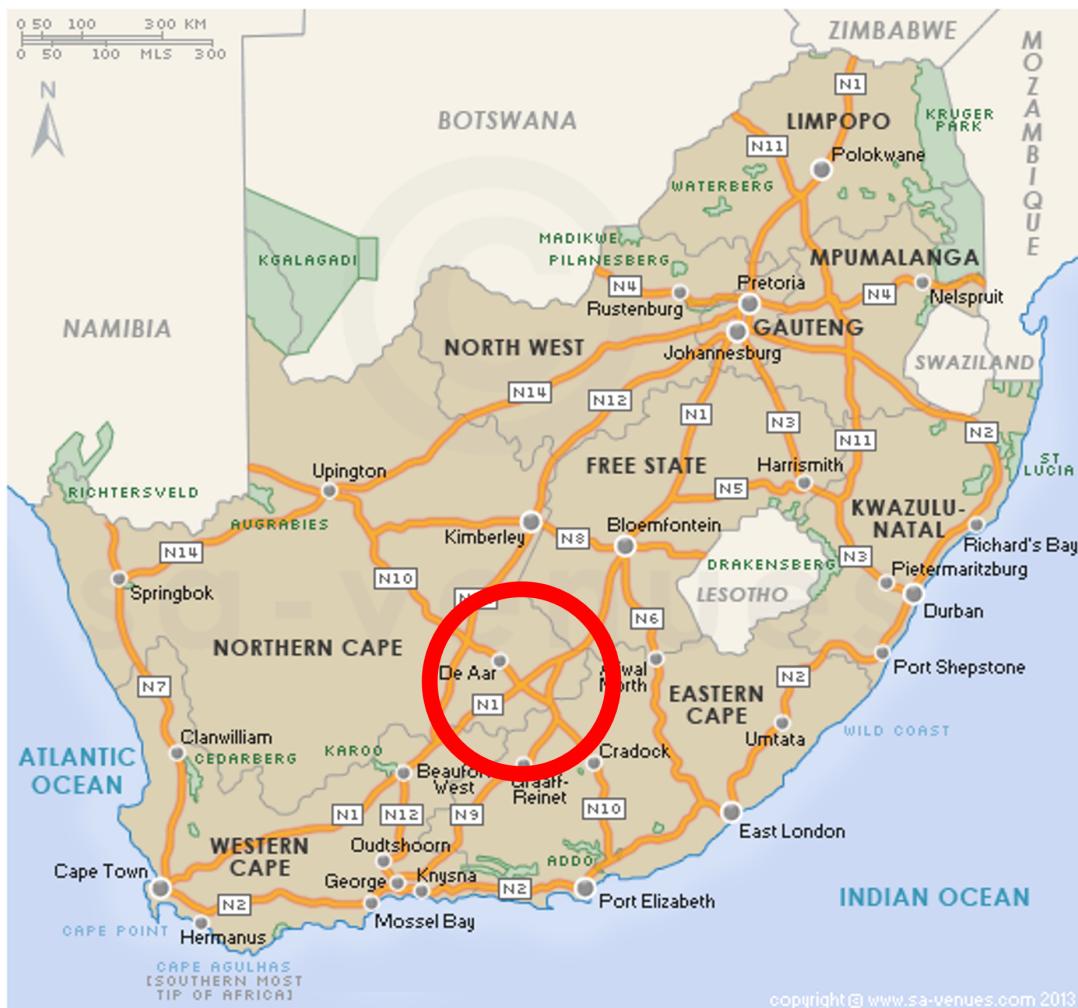 0 50 100 300 KM
0 50 100 MLS 300
N
ZIMBABWE
MOZAMBIQUE
BOTSWANA
N1
LIMPOPO
KRUGER
PARK
N11
Polokwane
WATERBERG
MADIKWE
PILANESBERG
KGALAGADI
MPUMALANGA
Pretoria
N4
Rustenburg
N4
Nelspruit
NAMIBIA
GAUTENG
NORTH WEST
Johannesburg
SWAZILAND
N14
N12
N1
N3
N11
N2
Upington
FREE STATE
Harrismith
ST
LUCIA
RICHTERSVELD
N5
KWAZULU-
NATAL
AUGRABIES
Kimberley
N8
Bloemfontein
Richard's Bay
N14
N3
DRAKENSBERG
Pietermaritzburg
N10
Springbok
LESOTHO
Durban
sa-venues
N6
NORTHERN CAPE
De Aar
North
Port Shepstone
N7
N1
EASTERN
CAPE
N2
Umtata
WILD COAST
Clanwilliam
CEDARBERG
KAROO
ATLANTIC
OCEAN
Cradock
Beaufort
West
Graaff-
Reinet
N1
N12
N9
N10
WESTERN
CAPE
Oudtshoorn
East London
Cape Town
George
Knysna
ADDO
N2
N2
Port Elizabeth
INDIAN OCEAN
Mossel Bay
CAPE POINT
Hermanus
CAPE AGULHAS
[SOUTHERN MOST
TIP OF AFRICA]
copyright @ www.sa-venues.com 2013